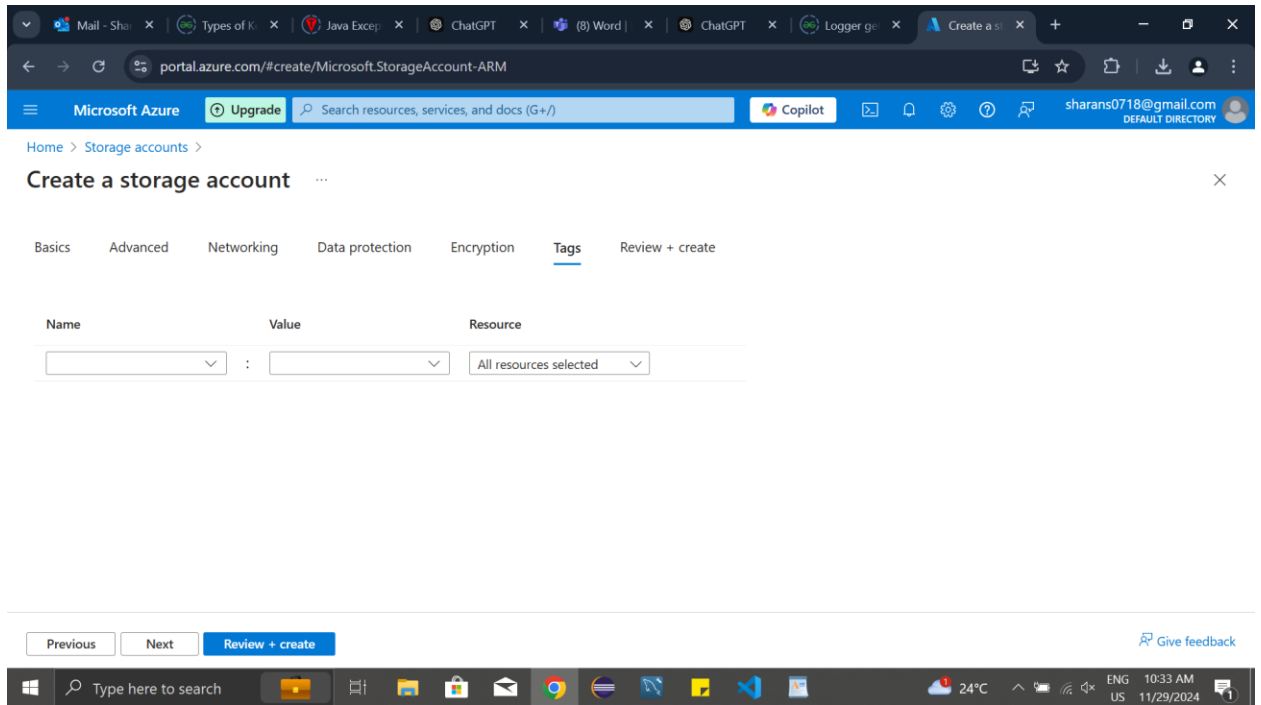 Mail - Sha
Types of K
Java Excep
ChatGPT
(8) Word |
ChatGPT
Logger ge
Create a st
portal.azure.com/#create/Microsoft.StorageAccount-ARM
Microsoft Azure Upgrade Search resources, services, and docs (G+/) Copilot sharans0718@gmail.com
DEFAULT DIRECTORY
Home > Storage accounts >
Create a storage account ...
Basics Advanced Networking Data protection Encryption Tags Review + create
Name Value Resource
: All resources selected
Previous Next Review + create Give feedback
Type here to search 1 24°C ENG 10:33 AM
US 11/29/2024 1